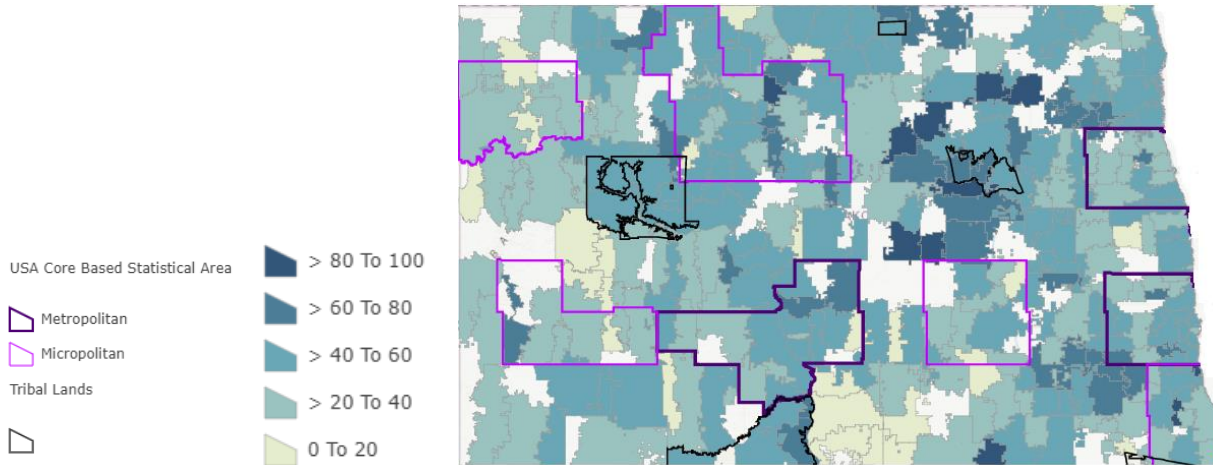 USA Core Based Statistical Area
Metropolitan
Micropolitan
Tribal Lands
> 80 To 100
> 60 To 80
> 40 To 60
> 20 To 40
0 To 20